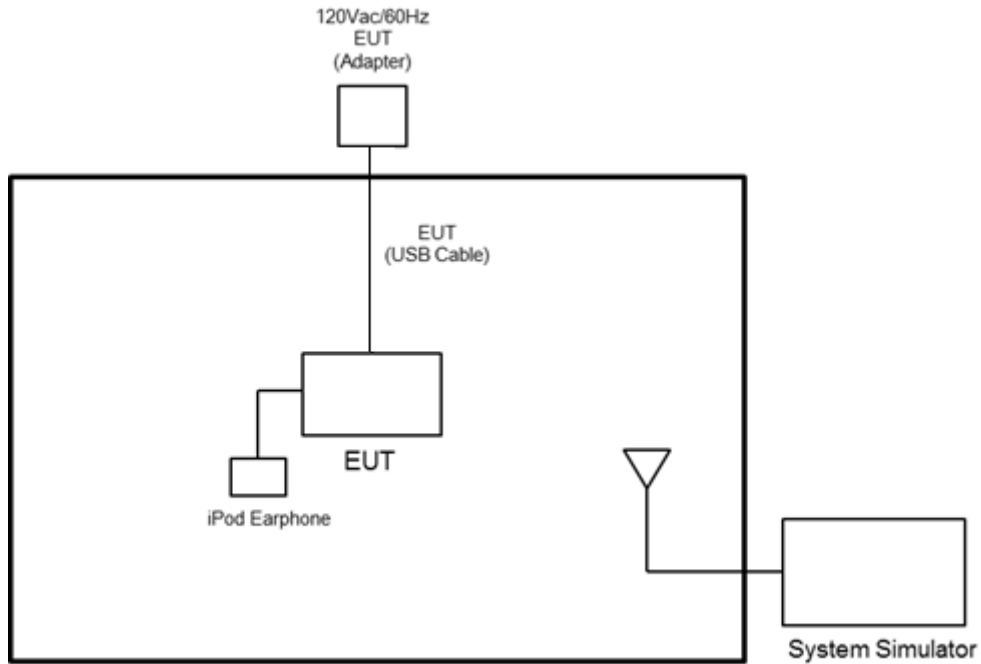 120Vac/60Hz
EUT
(Adapter)
EUT
(USB Cable)
EUT
iPod Earphone
System Simulator